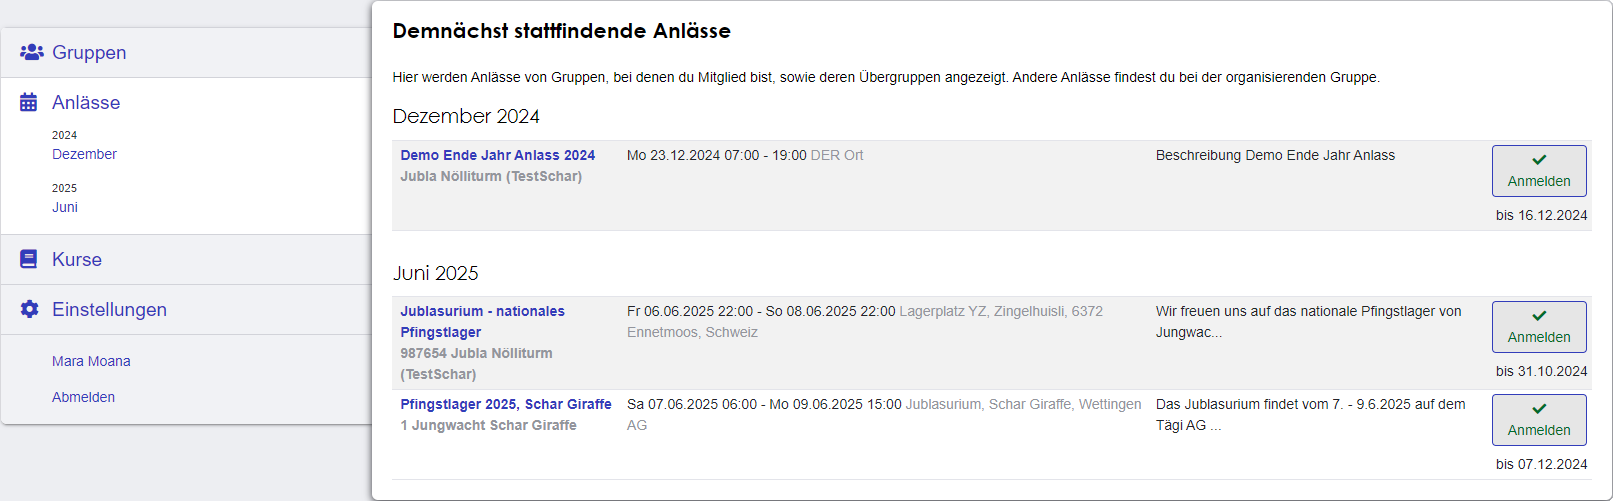 Gruppen
Anlässe
2024
Dezember
2025
Juni
Kurse
Einstellungen
Mara Moana
Abmelden
Demnächst stattfindende Anlässe
Hier werden Anlässe von Gruppen, bei denen du Mitglied bist, sowie deren Übergruppen angezeigt. Andere Anlässe findest du bei der organisierenden Gruppe.
Dezember 2024
Demo Ende Jahr Anlass 2024
Jubla Nölliturm (TestSchar)
Mo 23.12.2024 07:00 - 19:00 DER Ort
Beschreibung Demo Ende Jahr Anlass
Anmelden
bis 16.12.2024
Juni 2025
Jublasurium - nationales
Pfingstlager
987654 Jubla Nölliturm
(TestSchar)
Fr 06.06.2025 22:00 - So 08.06.2025 22:00 Lagerplatz YZ, Zingelhuisli, 6372
Ennetmoos, Schweiz
Wir freuen uns auf das nationale Pfingstlager von
Jungwac...
Anmelden
bis 31.10.2024
Pfingstlager 2025, Schar Giraffe
1 Jungwacht Schar Giraffe
Sa 07.06.2025 06:00 - Mo 09.06.2025 15:00 Jublasurium, Schar Giraffe, Wettingen
AG
Das Jublasurium findet vom 7. - 9.6.2025 auf dem
Tägi AG ...
Anmelden
bis 07.12.2024